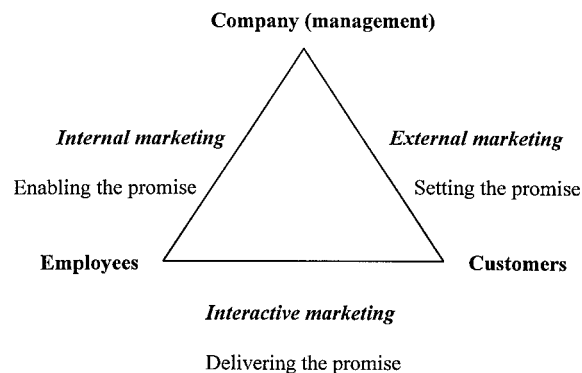 Company (management)
Internal marketing
External marketing
Enabling the promise
Setting the promise
Employees
Customers
Interactive marketing
Delivering the promise